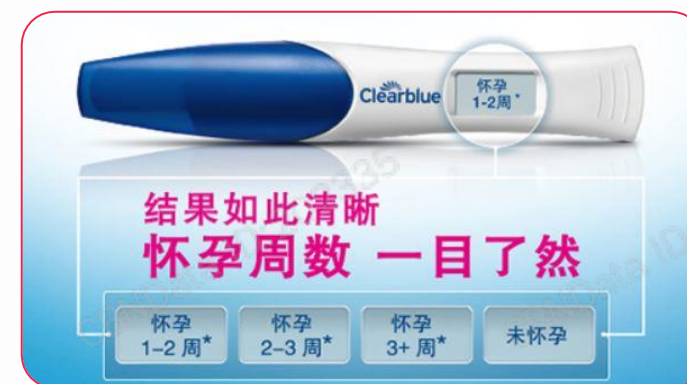 Clearblue
怀孕
1-2周*
结果如此清晰
怀孕周数 一目了然
怀孕
1-2 周*
怀孕
2-3 周*
怀孕
3+ 周*
未怀孕